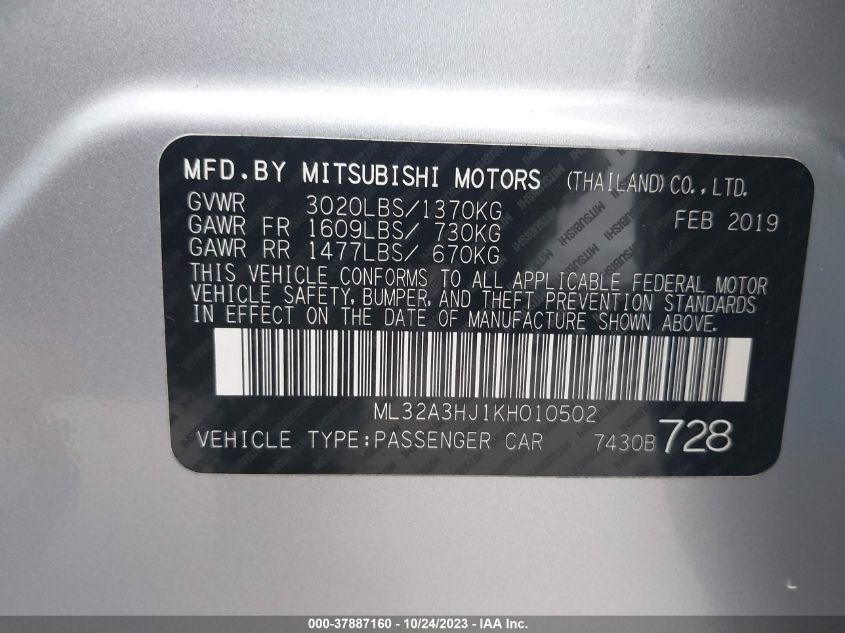 MFD.BY MITSUBISHI MOTORS (THAILAND) CO.,LTD.
GVWR 3020LBS/1370KG FEB 2019
GAWR FR 1609LBS/ 730KG
GAWR RR 1477LBS/ 670KG
THIS VEHICLE CONFORMS TO ALL APPLICABLE FEDERAL MOTOR
VEHICLE SAFETY, BUMPER, AND THEFT PREVENTION STANDARDS
IN EFFECT ON THE DATE OF MANUFACTURE SHOWN ABOVE.
ML32A3HJ1KH010502
VEHICLE TYPE:PASSENGER CAR 7430B 728
000-37887160 - 10/24/2023 - IAA Inc.